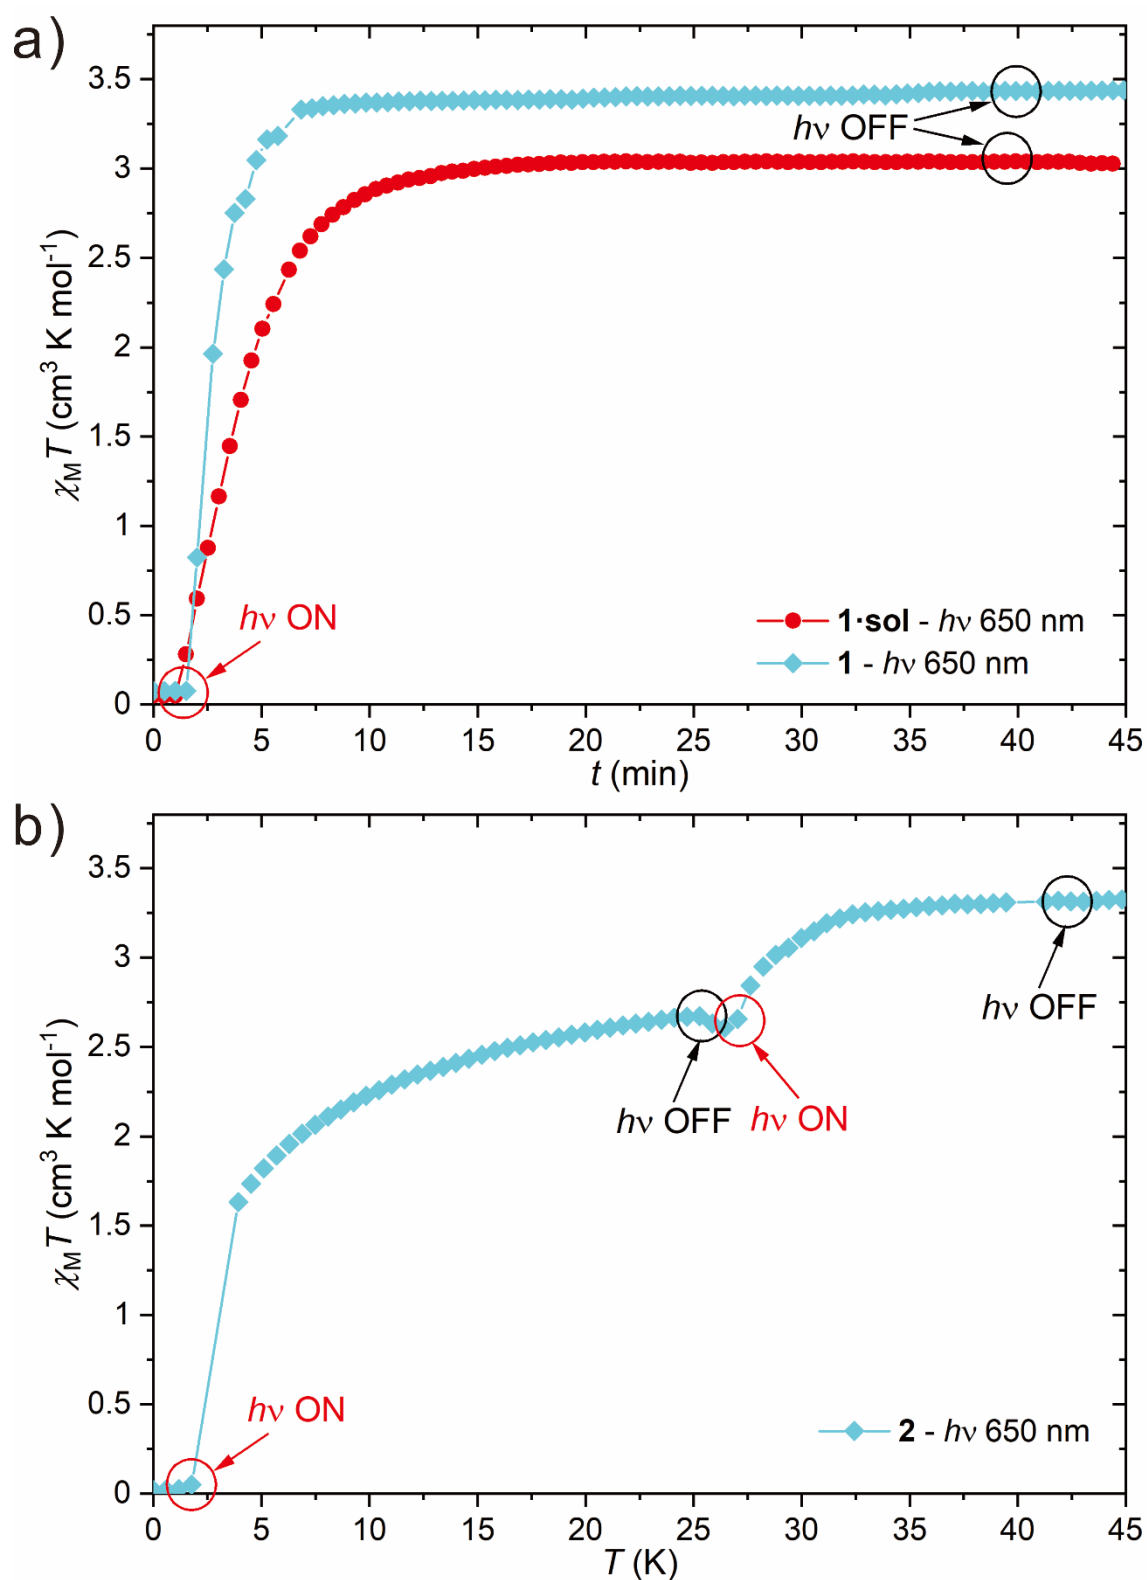 a)
3.5
3
2.5
2
1.5
1
0.5
0
χMT (cm³ K mol⁻¹)
hν OFF
hν ON
1·sol - hν 650 nm
1 - hν 650 nm
0 5 10 15 20 25 30 35 40 45
t (min)
b)
3.5
3
2.5
2
1.5
1
0.5
0
χMT (cm³ K mol⁻¹)
hν OFF
hν OFF
hν ON
hν ON
2 - hν 650 nm
0 5 10 15 20 25 30 35 40 45
T (K)